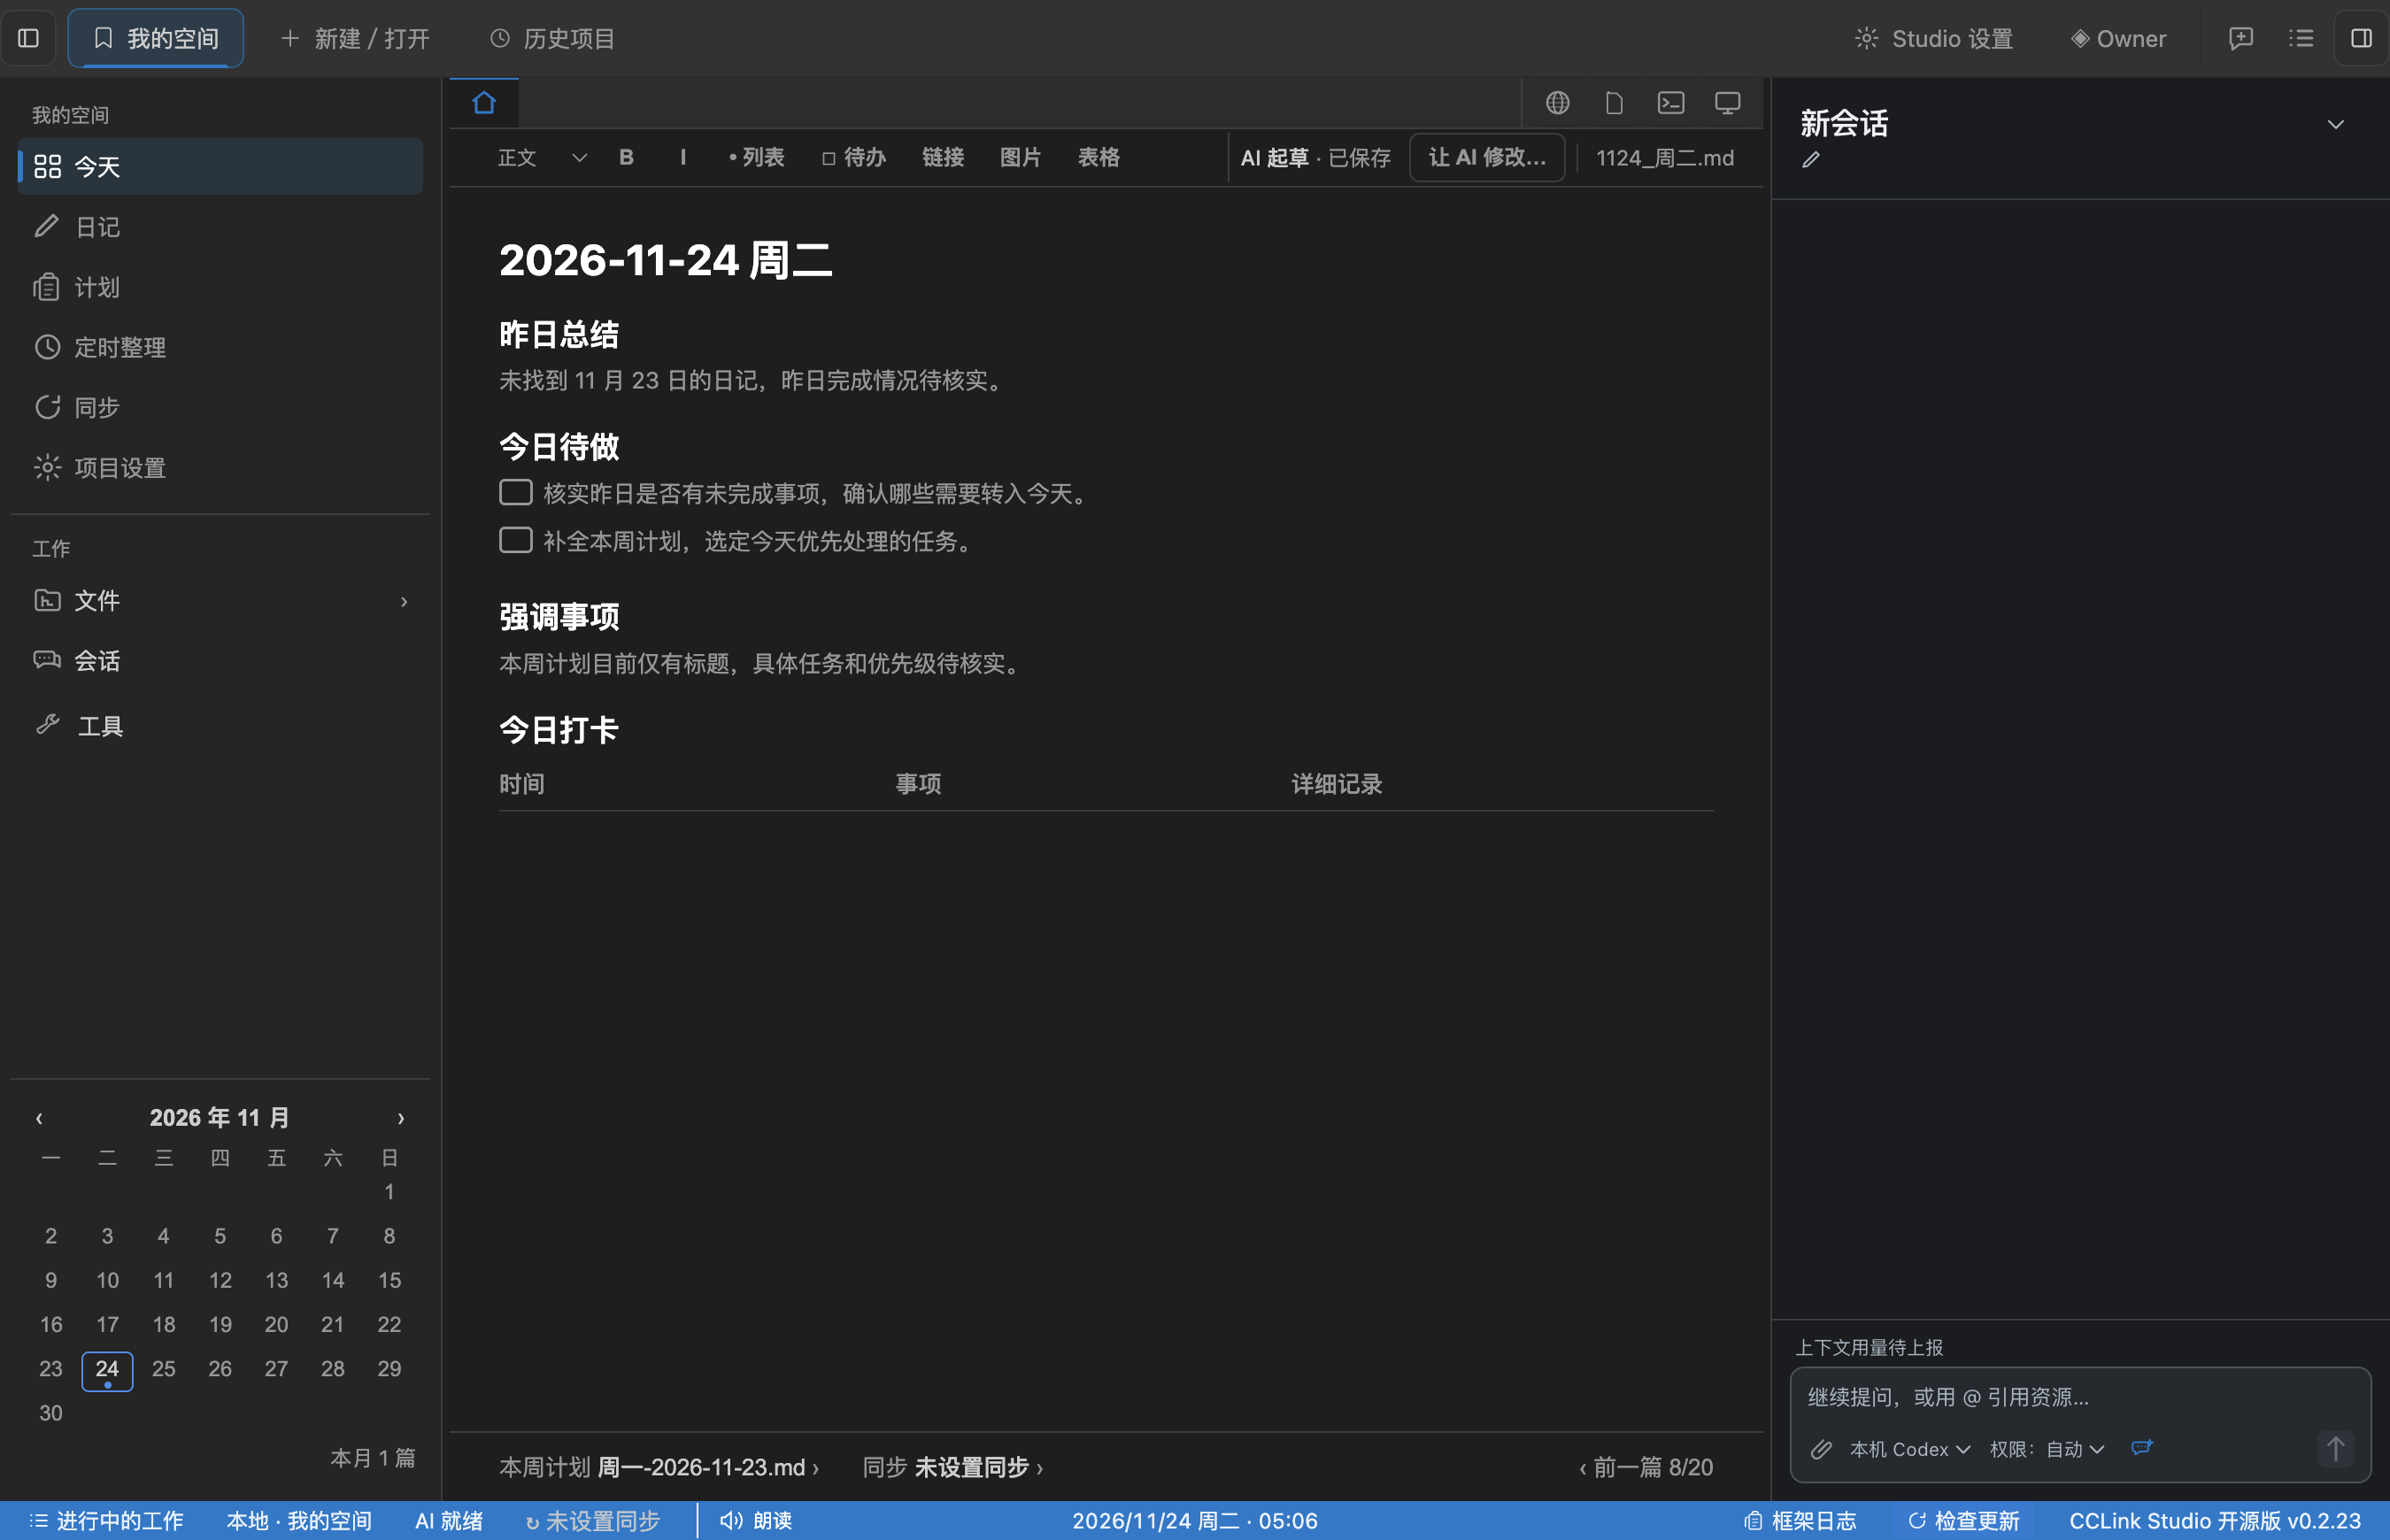 我的空间
新建 / 打开
历史项目
Studio 设置
Owner
我的空间
今天
日记
计划
定时整理
同步
项目设置
工作
文件 ›
会话
工具
‹ 2026 年 11 月 ›
一 二 三 四 五 六 日
1
2 3 4 5 6 7 8
9 10 11 12 13 14 15
16 17 18 19 20 21 22
23 24 25 26 27 28 29
30
本月 1 篇
正文 B I • 列表 □ 待办 链接 图片 表格 AI 起草 · 已保存 让 AI 修改... 1124_周二.md
2026-11-24 周二
昨日总结
未找到 11 月 23 日的日记，昨日完成情况待核实。
今日待做
核实昨日是否有未完成事项，确认哪些需要转入今天。
补全本周计划，选定今天优先处理的任务。
强调事项
本周计划目前仅有标题，具体任务和优先级待核实。
今日打卡
时间 事项 详细记录
本周计划 周一-2026-11-23.md › 同步 未设置同步 › ‹ 前一篇 8/20
新会话
上下文用量待上报
继续提问，或用 @ 引用资源...
本机 Codex 权限：自动
进行中的工作 本地 · 我的空间 AI 就绪 ↻ 未设置同步 朗读 2026/11/24 周二 · 05:06 框架日志 检查更新 CCLink Studio 开源版 v0.2.23